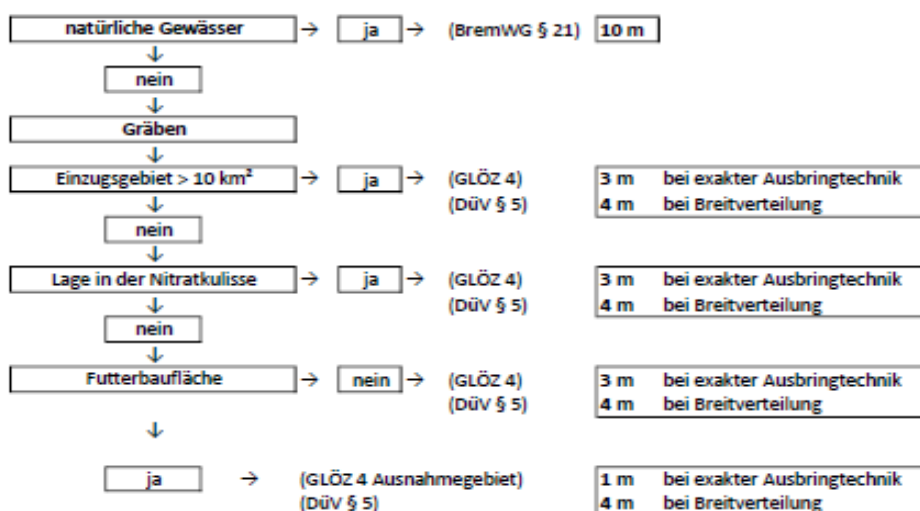 natürliche Gewässer → ja → (BremWG § 21) 10 m
↓
nein
↓
Gräben
↓
Einzugsgebiet > 10 km² → ja → (GLÖZ 4) 3 m bei exakter Ausbringtechnik
↓ (DüV § 5) 4 m bei Breitverteilung
nein
↓
Lage in der Nitratkulisse → ja → (GLÖZ 4) 3 m bei exakter Ausbringtechnik
↓ (DüV § 5) 4 m bei Breitverteilung
nein
↓
Futterbaufläche → nein → (GLÖZ 4) 3 m bei exakter Ausbringtechnik
(DüV § 5) 4 m bei Breitverteilung
↓
ja → (GLÖZ 4 Ausnahmegebiet) 1 m bei exakter Ausbringtechnik
(DüV § 5) 4 m bei Breitverteilung